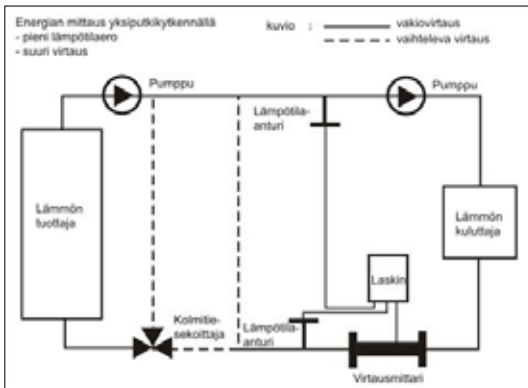 Energian mittaus yksiputkikytkennällä
- pieni lämpötilaero
- suuri virtaus
kuvio :
vakiovirtaus
vaihteleva virtaus
Pumppu
Pumppu
Lämpötila-
anturi
Lämmön
tuottaja
Lämmön
kuluttaja
Laskin
Kolmitie-
sekoittaja
Lämpötila-
anturi
Virtausmittari